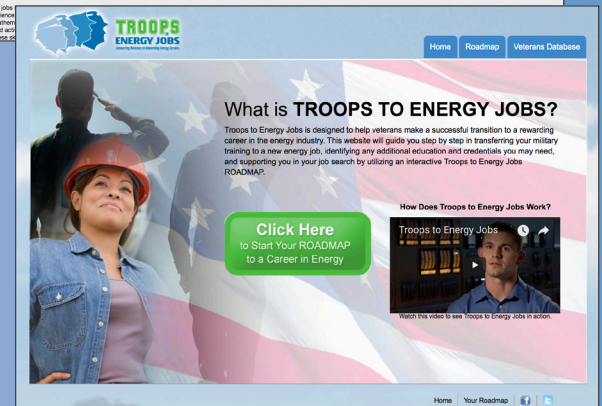 jobs
TROOPS
ENERGY JOBS
Home Roadmap Veterans Database
What is TROOPS TO ENERGY JOBS?
Troops to Energy Jobs is designed to help veterans make a successful transition to a rewarding
career in the energy industry. This website will guide you step by step in transferring your military
training to a new energy job, identifying any additional education and credentials you may need,
and supporting you in your job search by utilizing an interactive Troops to Energy Jobs
ROADMAP.
Click Here
to Start Your ROADMAP
to a Career in Energy
How Does Troops to Energy Jobs Work?
Troops to Energy Jobs
Watch this video to see Troops to Energy Jobs in action.
Home Your Roadmap